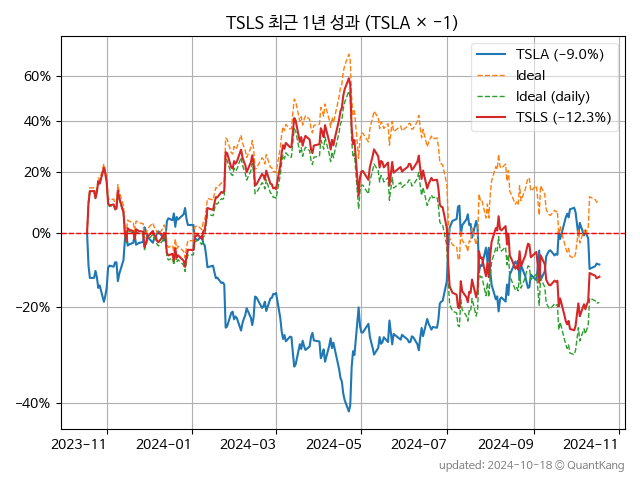 TSLS 최근 1년 성과 (TSLA × −1)
TSLA (−9.0%)
Ideal
Ideal (daily)
TSLS (−12.3%)
60%
40%
20%
0%
−20%
−40%
2023-11
2024-01
2024-03
2024-05
2024-07
2024-09
2024-11
updated: 2024-10-18 © QuantKang